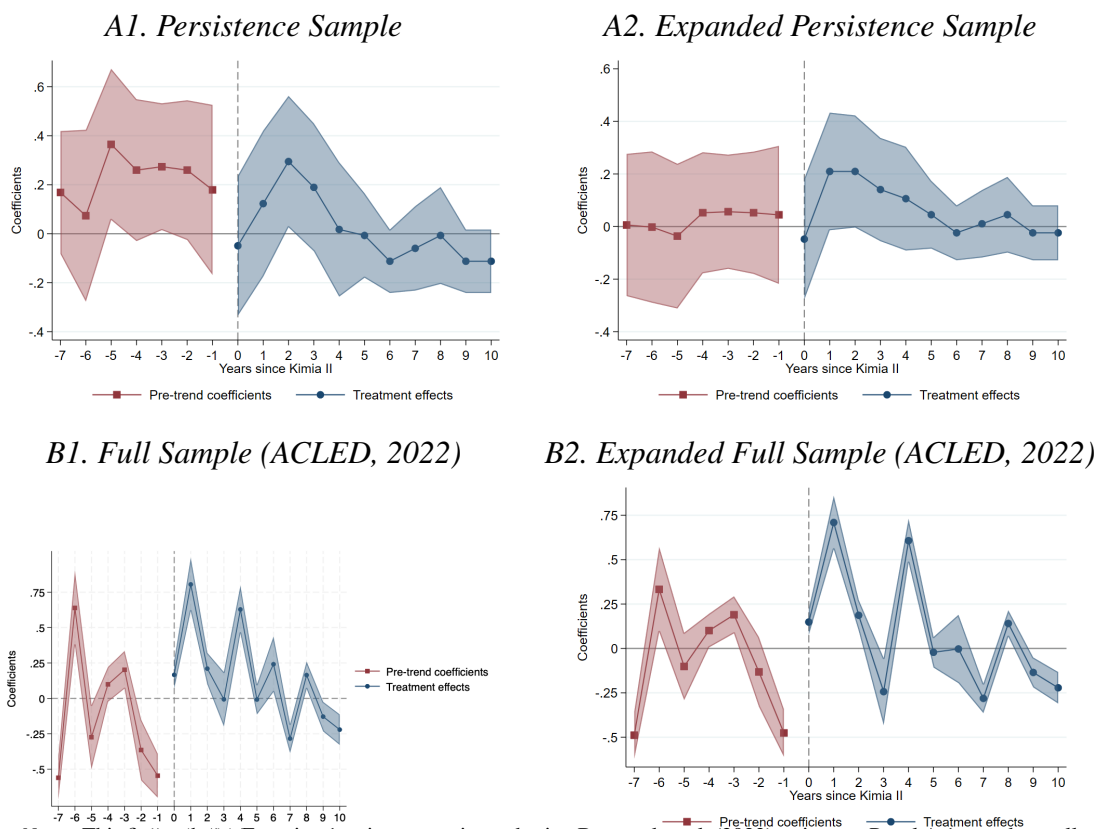 A1. Persistence Sample
A2. Expanded Persistence Sample
.6
.4
.2
0
-.2
-.4
Coefficients
-7 -6 -5 -4 -3 -2 -1 0 1 2 3 4 5 6 7 8 9 10
Years since Kimia II
Pre-trend coefficients Treatment effects
.6
.4
.2
0
-.2
-.4
Coefficients
-7 -6 -5 -4 -3 -2 -1 0 1 2 3 4 5 6 7 8 9 10
Years since Kimia II
Pre-trend coefficients Treatment effects
B1. Full Sample (ACLED, 2022)
B2. Expanded Full Sample (ACLED, 2022)
.75
.5
.25
0
-.25
-.5
Coefficients
-7 -6 -5 -4 -3 -2 -1 0 1 2 3 4 5 6 7 8 9 10
Pre-trend coefficients
Treatment effects
.75
.5
.25
0
-.25
-.5
Coefficients
-7 -6 -5 -4 -3 -2 -1 0 1 2 3 4 5 6 7 8 9 10
Years since Kimia II
Pre-trend coefficients Treatment effects